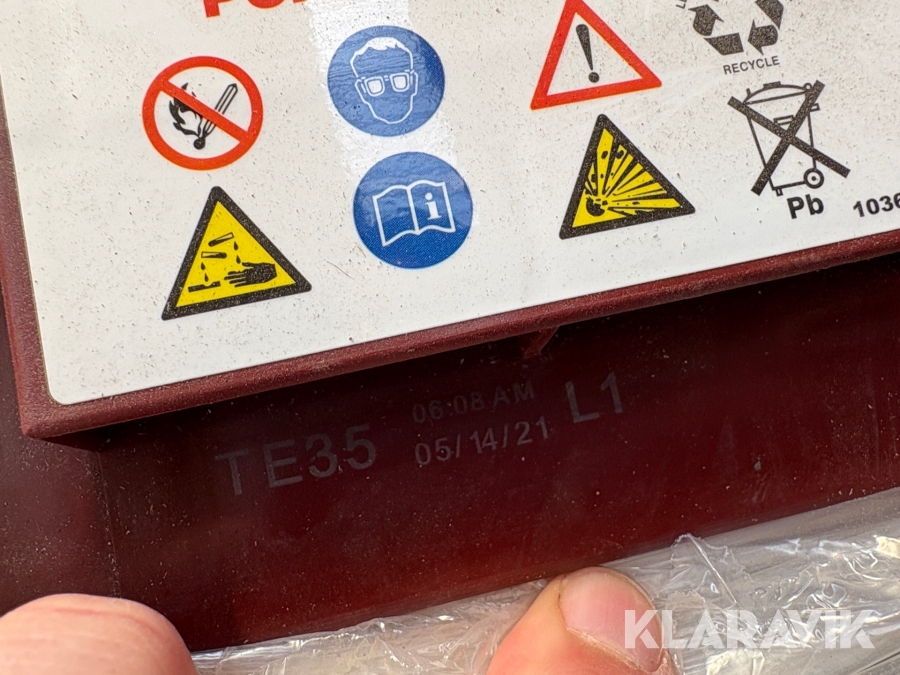 RECYCLE
Pb
1036
TE35
06:08 AM
05/14/21
L1
KLARAVIK